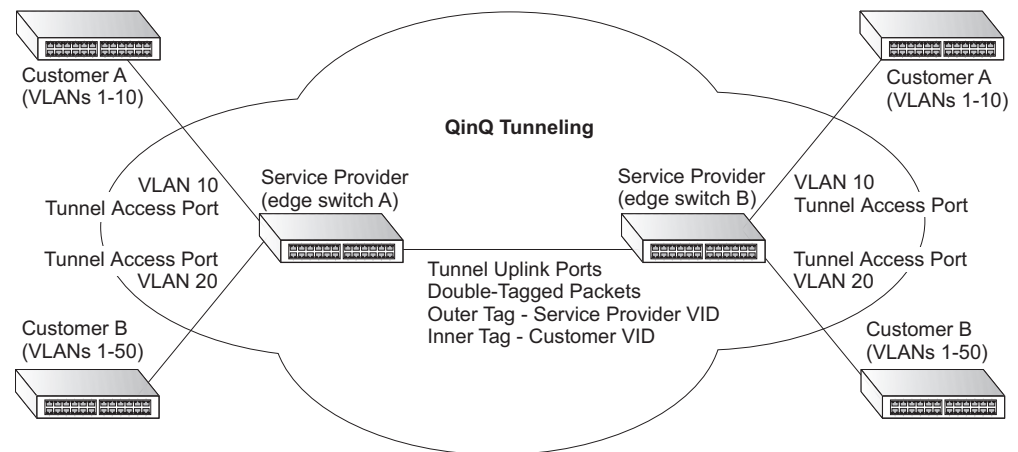 Customer A
(VLANs 1-10)
Customer A
(VLANs 1-10)
QinQ Tunneling
VLAN 10
Tunnel Access Port
Service Provider
(edge switch A)
Service Provider
(edge switch B)
VLAN 10
Tunnel Access Port
Tunnel Access Port
VLAN 20
Tunnel Uplink Ports
Double-Tagged Packets
Outer Tag - Service Provider VID
Inner Tag - Customer VID
Tunnel Access Port
VLAN 20
Customer B
(VLANs 1-50)
Customer B
(VLANs 1-50)